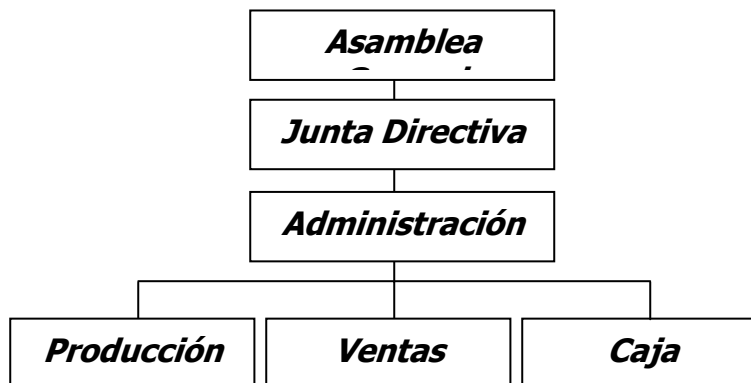 Asamblea
Junta Directiva
Administración
Producción
Ventas
Caja